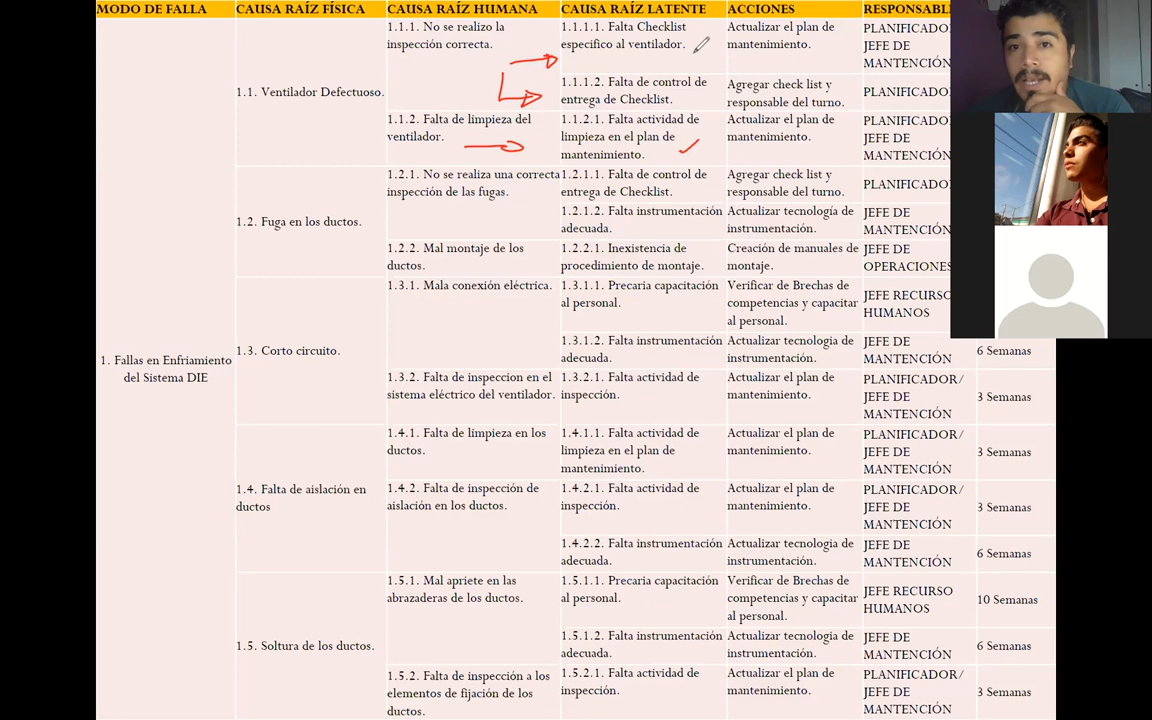 MODO DE FALLA
CAUSA RAÍZ FÍSICA
CAUSA RAÍZ HUMANA
CAUSA RAÍZ LATENTE
ACCIONES
1. Fallas en Enfriamiento
del Sistema DIE
1.1. Ventilador Defectuoso.
1.1.1. No se realizo la
inspección correcta.
1.1.1.1. Falta Checklist
especifico al ventilador.
Actualizar el plan de
mantenimiento.
JEFE DE
MANTENCIÓN
1.1.1.2. Falta de control de
entrega de Checklist.
Agregar check list y
responsable del turno.
1.1.2. Falta de limpieza del
ventilador.
1.1.2.1. Falta actividad de
limpieza en el plan de
mantenimiento.
Actualizar el plan de
mantenimiento.
JEFE DE
1.2. Fuga en los ductos.
1.2.1. No se realiza una correcta
inspección de las fugas.
1.2.1.1. Falta de control de
entrega de Checklist.
Agregar check list y
responsable del turno.
1.2.1.2. Falta instrumentación
adecuada.
Actualizar tecnología de
instrumentación.
JEFE DE
1.2.2. Mal montaje de los
ductos.
1.2.2.1. Inexistencia de
procedimiento de montaje.
Creación de manuales de
montaje.
JEFE DE
OPERACIONES
1.3. Corto circuito.
1.3.1. Mala conexión eléctrica.
1.3.1.1. Precaria capacitación
al personal.
Verificar de Brechas de
competencias y capacitar
al personal.
JEFE RECURSO
HUMANOS
1.3.1.2. Falta instrumentación
adecuada.
Actualizar tecnologia de
instrumentación.
JEFE DE
MANTENCIÓN
6 Semanas
1.3.2. Falta de inspeccion en el
sistema eléctrico del ventilador.
1.3.2.1. Falta actividad de
inspección.
Actualizar el plan de
mantenimiento.
PLANIFICADOR/
JEFE DE
MANTENCIÓN
3 Semanas
1.4. Falta de aislación en
ductos
1.4.1. Falta de limpieza en los
ductos.
1.4.1.1. Falta actividad de
limpieza en el plan de
mantenimiento.
Actualizar el plan de
mantenimiento.
PLANIFICADOR/
JEFE DE
MANTENCIÓN
3 Semanas
1.4.2. Falta de inspección de
aislación en los ductos.
1.4.2.1. Falta actividad de
inspección.
Actualizar el plan de
mantenimiento.
PLANIFICADOR/
JEFE DE
MANTENCIÓN
3 Semanas
1.4.2.2. Falta instrumentación
adecuada.
Actualizar tecnología de
instrumentación.
JEFE DE
MANTENCIÓN
6 Semanas
1.5. Soltura de los ductos.
1.5.1. Mal apriete en las
abrazaderas de los ductos.
1.5.1.1. Precaria capacitación
al personal.
Verificar de Brechas de
competencias y capacitar
al personal.
JEFE RECURSO
HUMANOS
10 Semanas
1.5.1.2. Falta instrumentación
adecuada.
Actualizar tecnologia de
instrumentación.
JEFE DE
MANTENCIÓN
6 Semanas
1.5.2. Falta de inspección a los
elementos de fijación de los
ductos.
1.5.2.1. Falta actividad de
inspección.
Actualizar el plan de
mantenimiento.
PLANIFICADOR/
JEFE DE
MANTENCIÓN
3 Semanas